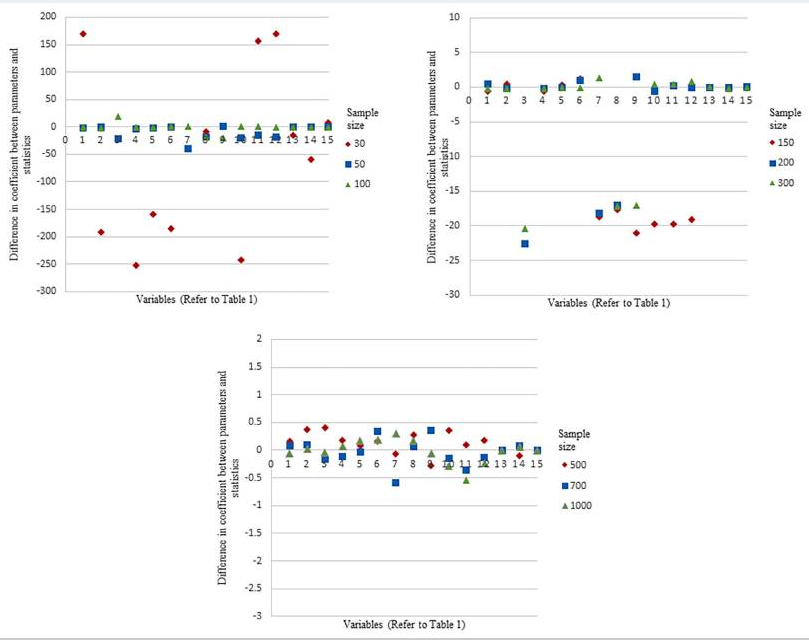 200
150
100
50
0
-50
-100
-150
-200
-250
-300
Difference in coefficient between parameters and
statistics
0 1 2 3 4 5 6 7 8 9 10 11 12 13 14 15
Variables (Refer to Table 1)
Sample
size
30
50
100
10
5
0
-5
-10
-15
-20
-25
-30
Difference in coefficient between parameters and
statistics
0 1 2 3 4 5 6 7 8 9 10 11 12 13 14 15
Variables (Refer to Table 1)
Sample
size
150
200
300
2
1.5
1
0.5
0
-0.5
-1
-1.5
-2
-2.5
-3
Difference in coefficient between parameters and
statistics
0 1 2 3 4 5 6 7 8 9 10 11 12 13 14 15
Variables (Refer to Table 1)
Sample
size
500
700
1000